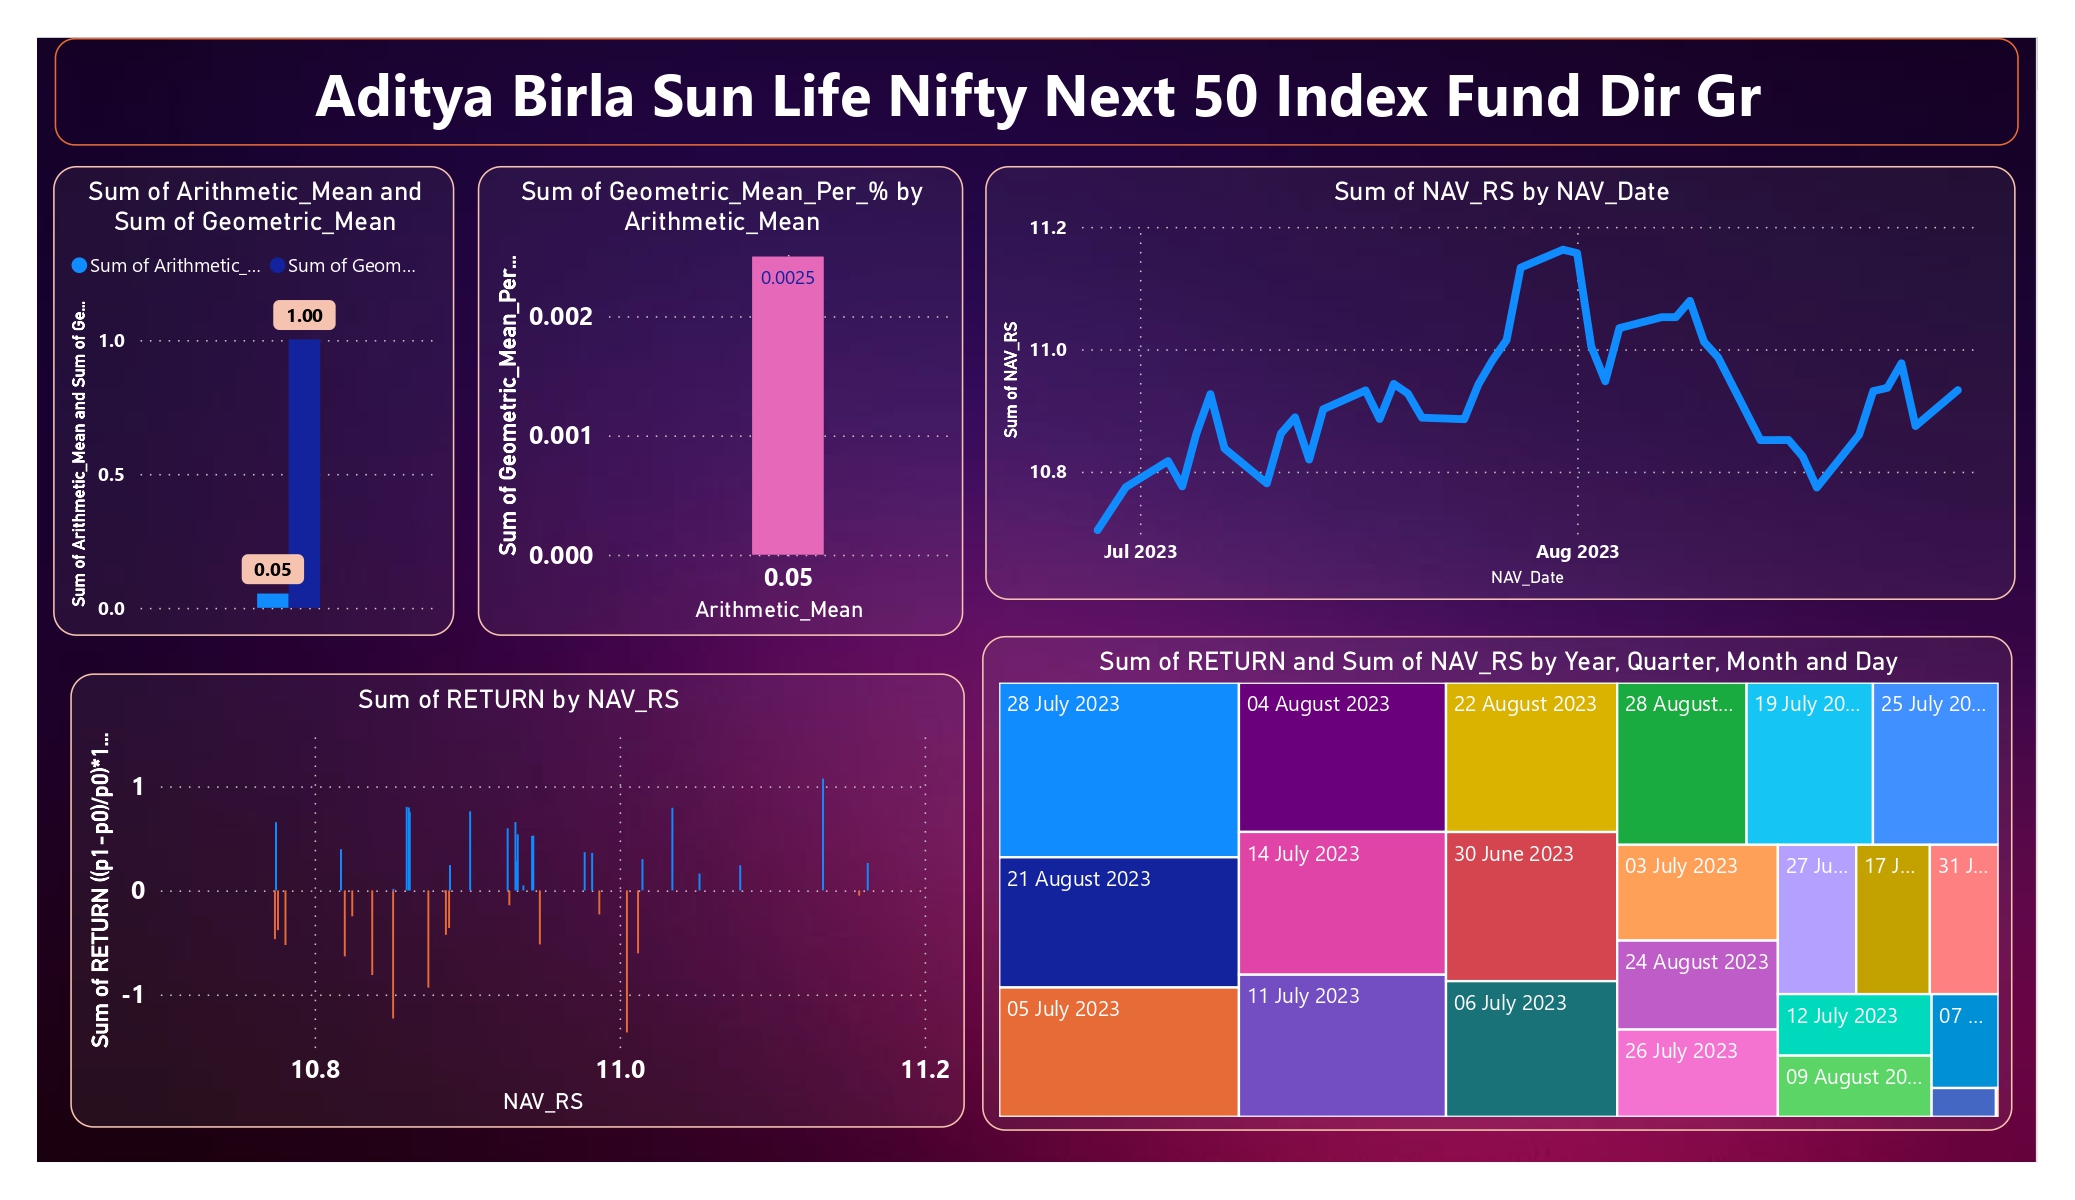 Aditya Birla Sun Life Nifty Next 50 Index Fund Dir Gr
Sum of Arithmetic_Mean and
Sum of Geometric_Mean
Sum of Arithmetic_... Sum of Geom...
Sum of Arithmetic_Mean and Sum of Ge...
1.00
1.0
0.5
0.05
0.0
Sum of Geometric_Mean_Per_% by
Arithmetic_Mean
Sum of Geometric_Mean_Per...
0.0025
0.002
0.001
0.000
0.05
Arithmetic_Mean
Sum of NAV_RS by NAV_Date
Sum of NAV_RS
11.2
11.0
10.8
Jul 2023 Aug 2023
NAV_Date
Sum of RETURN by NAV_RS
Sum of RETURN ((p1-p0)/p0)*1...
1
0
-1
10.8 11.0 11.2
NAV_RS
Sum of RETURN and Sum of NAV_RS by Year, Quarter, Month and Day
28 July 2023
21 August 2023
05 July 2023
04 August 2023
14 July 2023
11 July 2023
22 August 2023
30 June 2023
06 July 2023
28 August...
19 July 20...
25 July 20...
03 July 2023
24 August 2023
26 July 2023
27 Ju...
17 J...
31 J...
12 July 2023
09 August 20...
07 ...